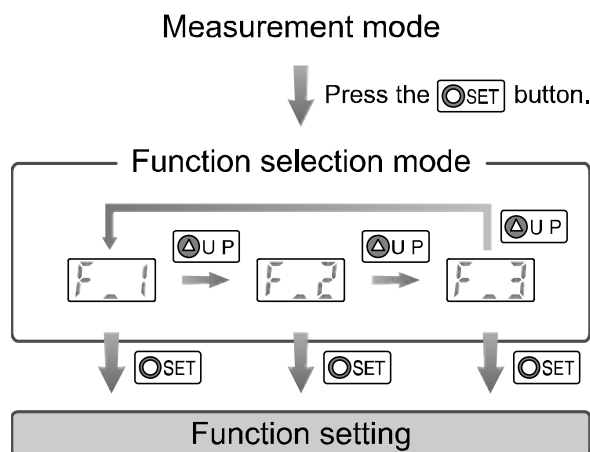 Measurement mode
Press the SET button.
Function selection mode
UP
UP UP
F_1 F_2 F_3
SET SET SET
Function setting